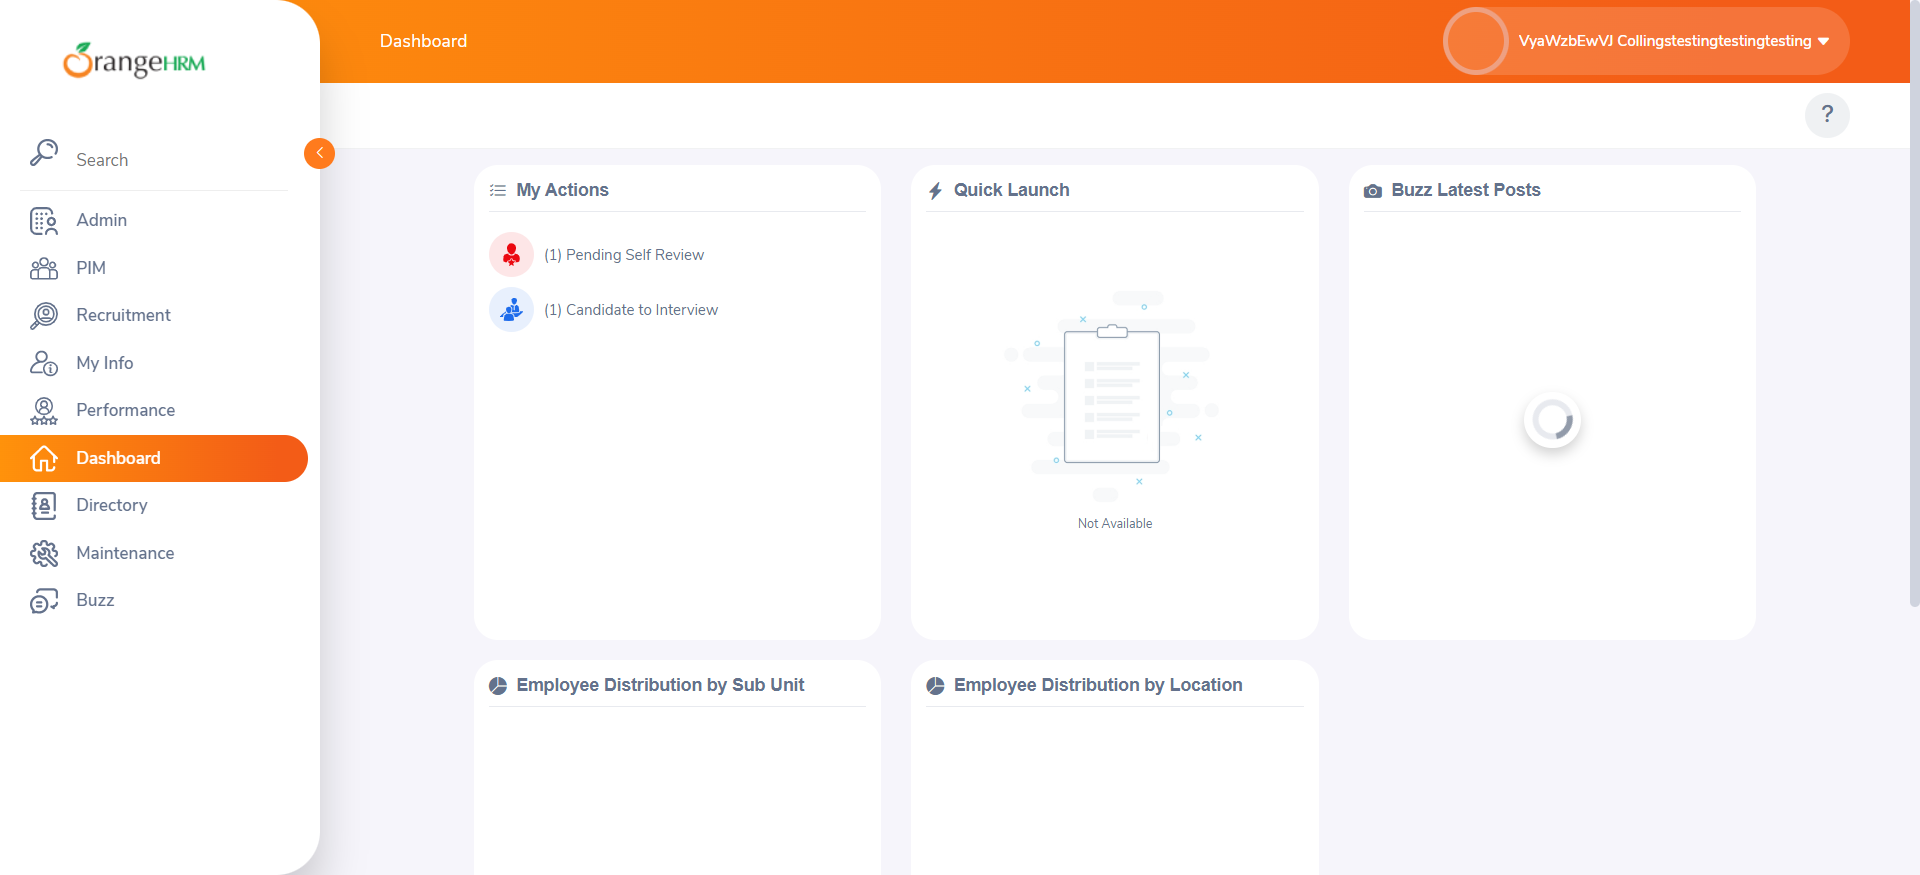 OrangeHRM
Dashboard
VyaWzbEwVJ Collingstestingtestingtesting
?
Search
Admin
PIM
Recruitment
My Info
Performance
Dashboard
Directory
Maintenance
Buzz
My Actions
(1) Pending Self Review
(1) Candidate to Interview
Quick Launch
Not Available
Buzz Latest Posts
Employee Distribution by Sub Unit
Employee Distribution by Location